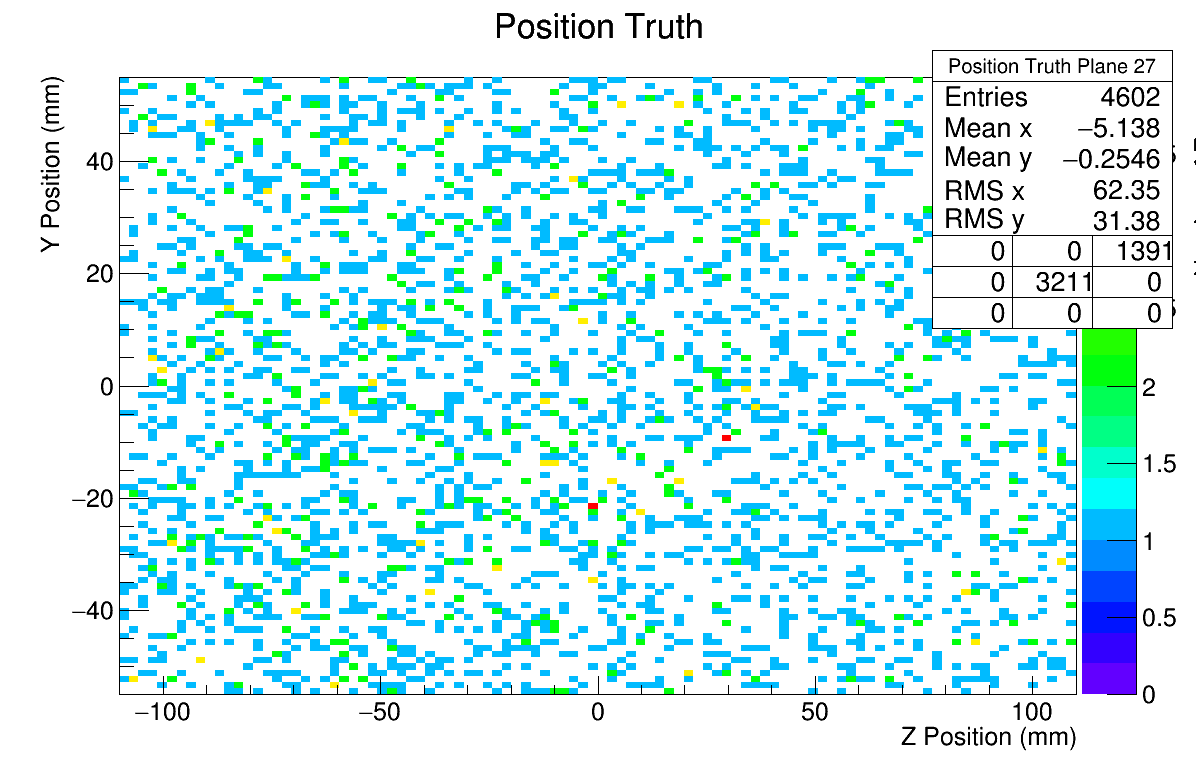 Position Truth
Position Truth Plane 27
Entries 4602
Mean x −5.138
Mean y −0.2546
RMS x 62.35
RMS y 31.38
0 0 1391
0 3211 0
0 0 0
Y Position (mm)
40
20
0
−20
−40
2
1.5
1
0.5
0
−100 −50 0 50 100
Z Position (mm)